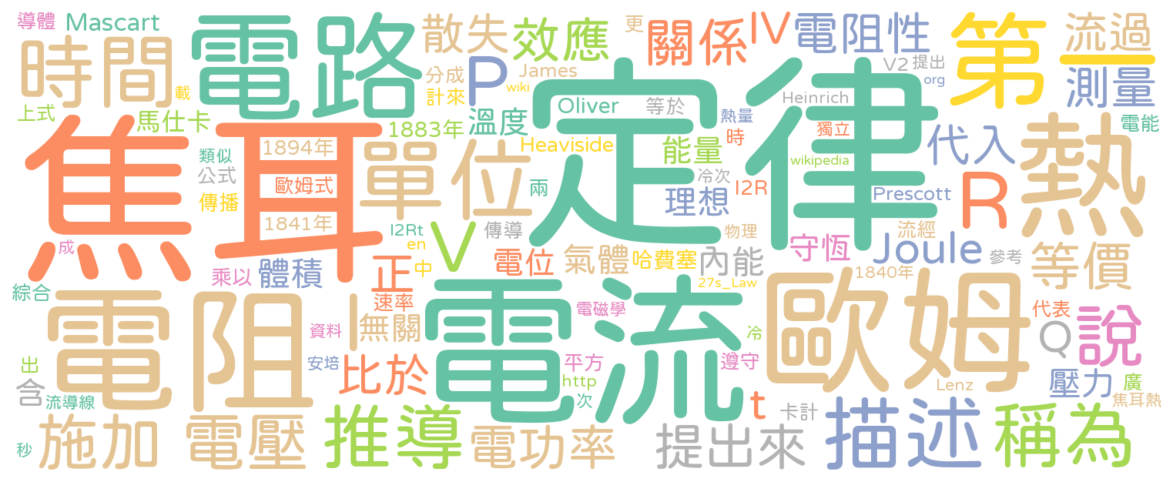 導體 Mascart 電路 散失 效應 更 關係 IV 電阻性 第一 流過
時間 分成 P James V2 提出 測量
計來 wiki org
上式 載 馬仕卡 1883年 溫度 Oliver 等於 定律 Heinrich 獨立 電能
焦耳 類似 1894年 單位 Heaviside 能量 熱量 時 wikipedia 代入 熱
公式 歐姆式 兩 理想 冷次 I2R Prescott R
傳播 1841年 I2Rt 傳導 物理 流經
成 乘以 體積 正 en 中 V 電位 氣體 哈費塞 內能 守恆 Joule 參考 等價
綜合 速率 27s_Law 1840年
電阻 資料 I 無關 電流 電磁學 冷 歐姆 代表 Q 說
出 安培 比於 平方 遵守 壓力 廣
含 流導線 http 次 t 卡計 Lenz 焦耳熱
秒 施加 電壓 推導 電功率 提出來 描述 稱為